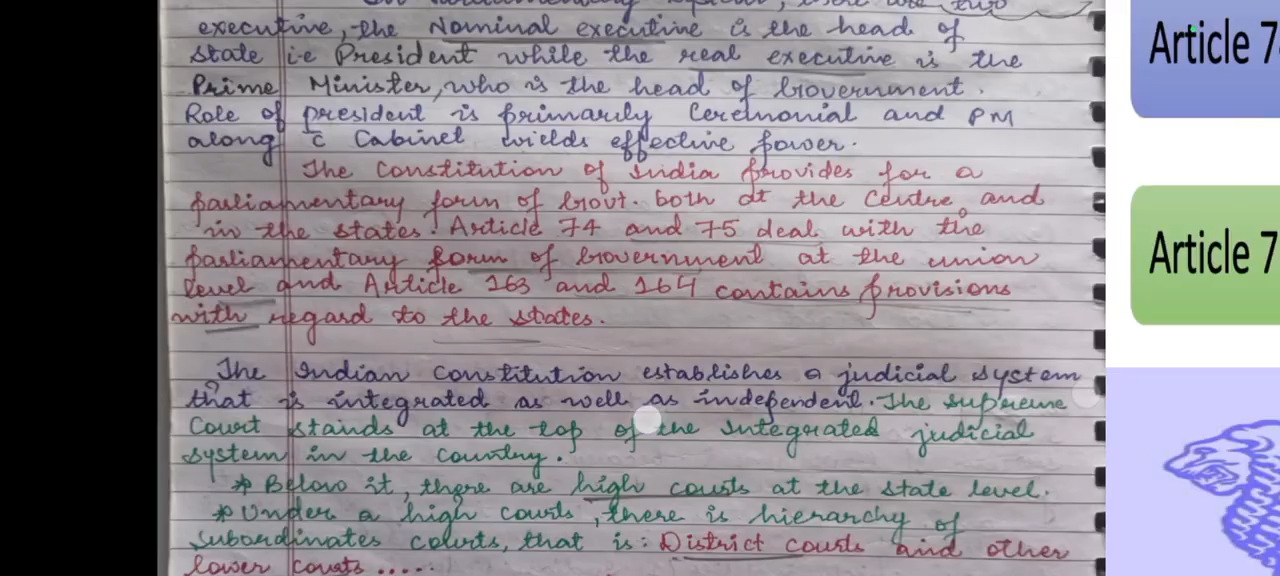 In Parliamentary system, there are two
executive, the Nominal executive is the head of
state i.e President while the real executive is the
Prime Minister, who is the head of Government.
Role of president is primarily Ceremonial and PM
along c̄ Cabinet wields effective power.
The Constitution of India provides for a
parliamentary form of Govt. both at the Centre and
in the states. Article 74 and 75 deal with the
parliamentary form of Government at the union
level and Article 163 and 164 contains provisions
with regard to the states.
The Indian constitution establishes a judicial system
that is integrated as well as independent. The Supreme
Court stands at the top of the integrated judicial
system in the country.
* Below it, there are high courts at the state level.
* Under a high courts, there is hierarchy of
subordinates courts, that is: District courts and other
lower courts .....
Article 7
Article 7